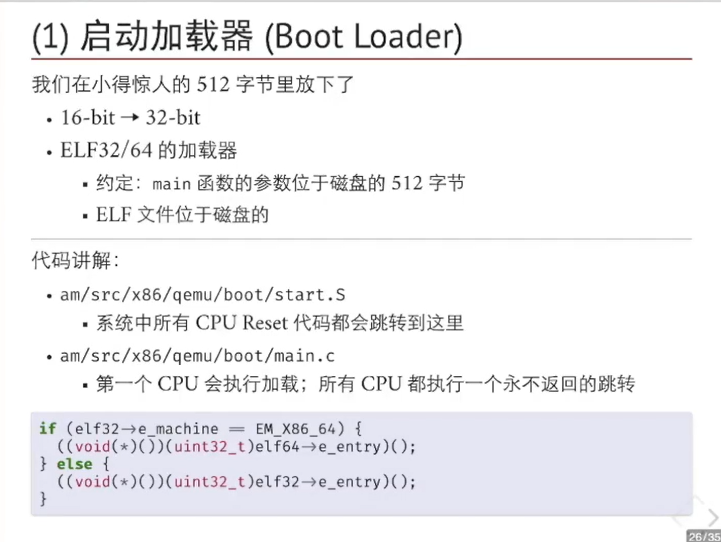 (1) 启动加载器 (Boot Loader)
我们在小得惊人的 512 字节里放下了
• 16-bit → 32-bit
• ELF32/64 的加载器
▪ 约定：main 函数的参数位于磁盘的 512 字节
▪ ELF 文件位于磁盘的
代码讲解：
• am/src/x86/qemu/boot/start.S
▪ 系统中所有 CPU Reset 代码都会跳转到这里
• am/src/x86/qemu/boot/main.c
▪ 第一个 CPU 会执行加载；所有 CPU 都执行一个永不返回的跳转
if (elf32→e_machine == EM_X86_64) {
((void(*)())(uint32_t)elf64→e_entry)();
} else {
((void(*)())(uint32_t)elf32→e_entry)();
}
26/35